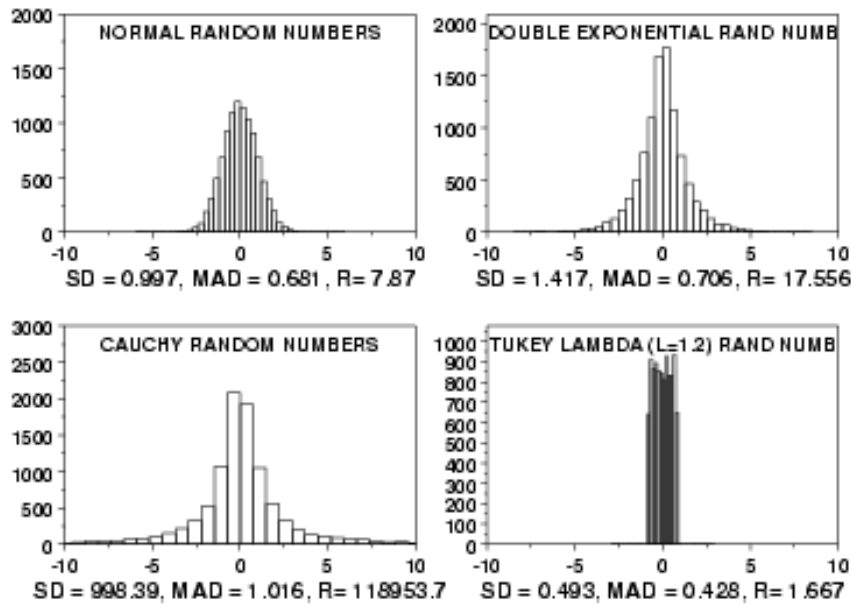 NORMAL RANDOM NUMBERS
2000
1500
1000
500
0
-10 -5 0 5 10
SD = 0.997, MAD = 0.681, R= 7.87
DOUBLE EXPONENTIAL RAND NUMB
2000
1500
1000
500
0
-10 -5 0 5 10
SD = 1.417, MAD = 0.706, R= 17.556
CAUCHY RANDOM NUMBERS
3000
2500
2000
1500
1000
500
0
-10 -5 0 5 10
SD = 998.39, MAD = 1.016, R= 118953.7
TUKEY LAMBDA (L=1.2) RAND NUMB
1000
900
800
700
600
500
400
300
200
100
0
-10 -5 0 5 10
SD = 0.493, MAD = 0.428, R= 1.667